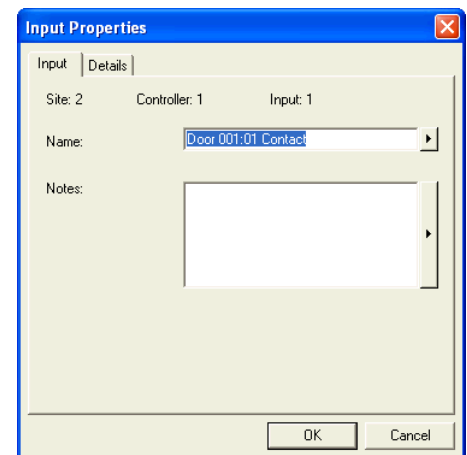 Input Properties
Input Details
Site: 2 Controller: 1 Input: 1
Name: Door 001:01 Contact
Notes:
OK Cancel